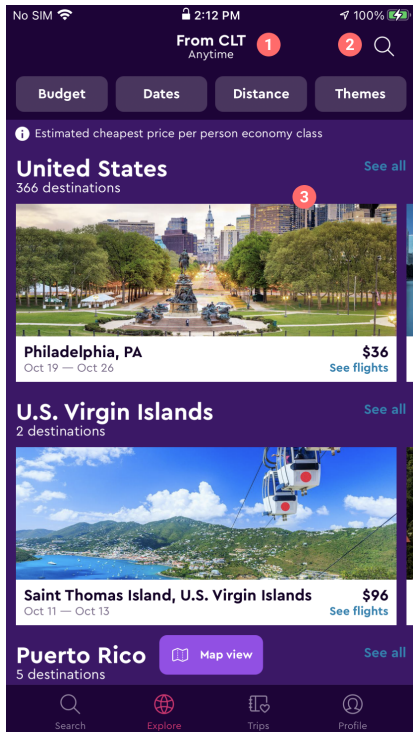 No SIM 2:12 PM 100%
From CLT 1 2
Anytime
Budget Dates Distance Themes
i Estimated cheapest price per person economy class
United States See all
366 destinations
3
Philadelphia, PA $36
Oct 19 — Oct 26 See flights
U.S. Virgin Islands See all
2 destinations
Saint Thomas Island, U.S. Virgin Islands $96
Oct 11 — Oct 13 See flights
Puerto Rico Map view See all
5 destinations
Search Explore Trips Profile